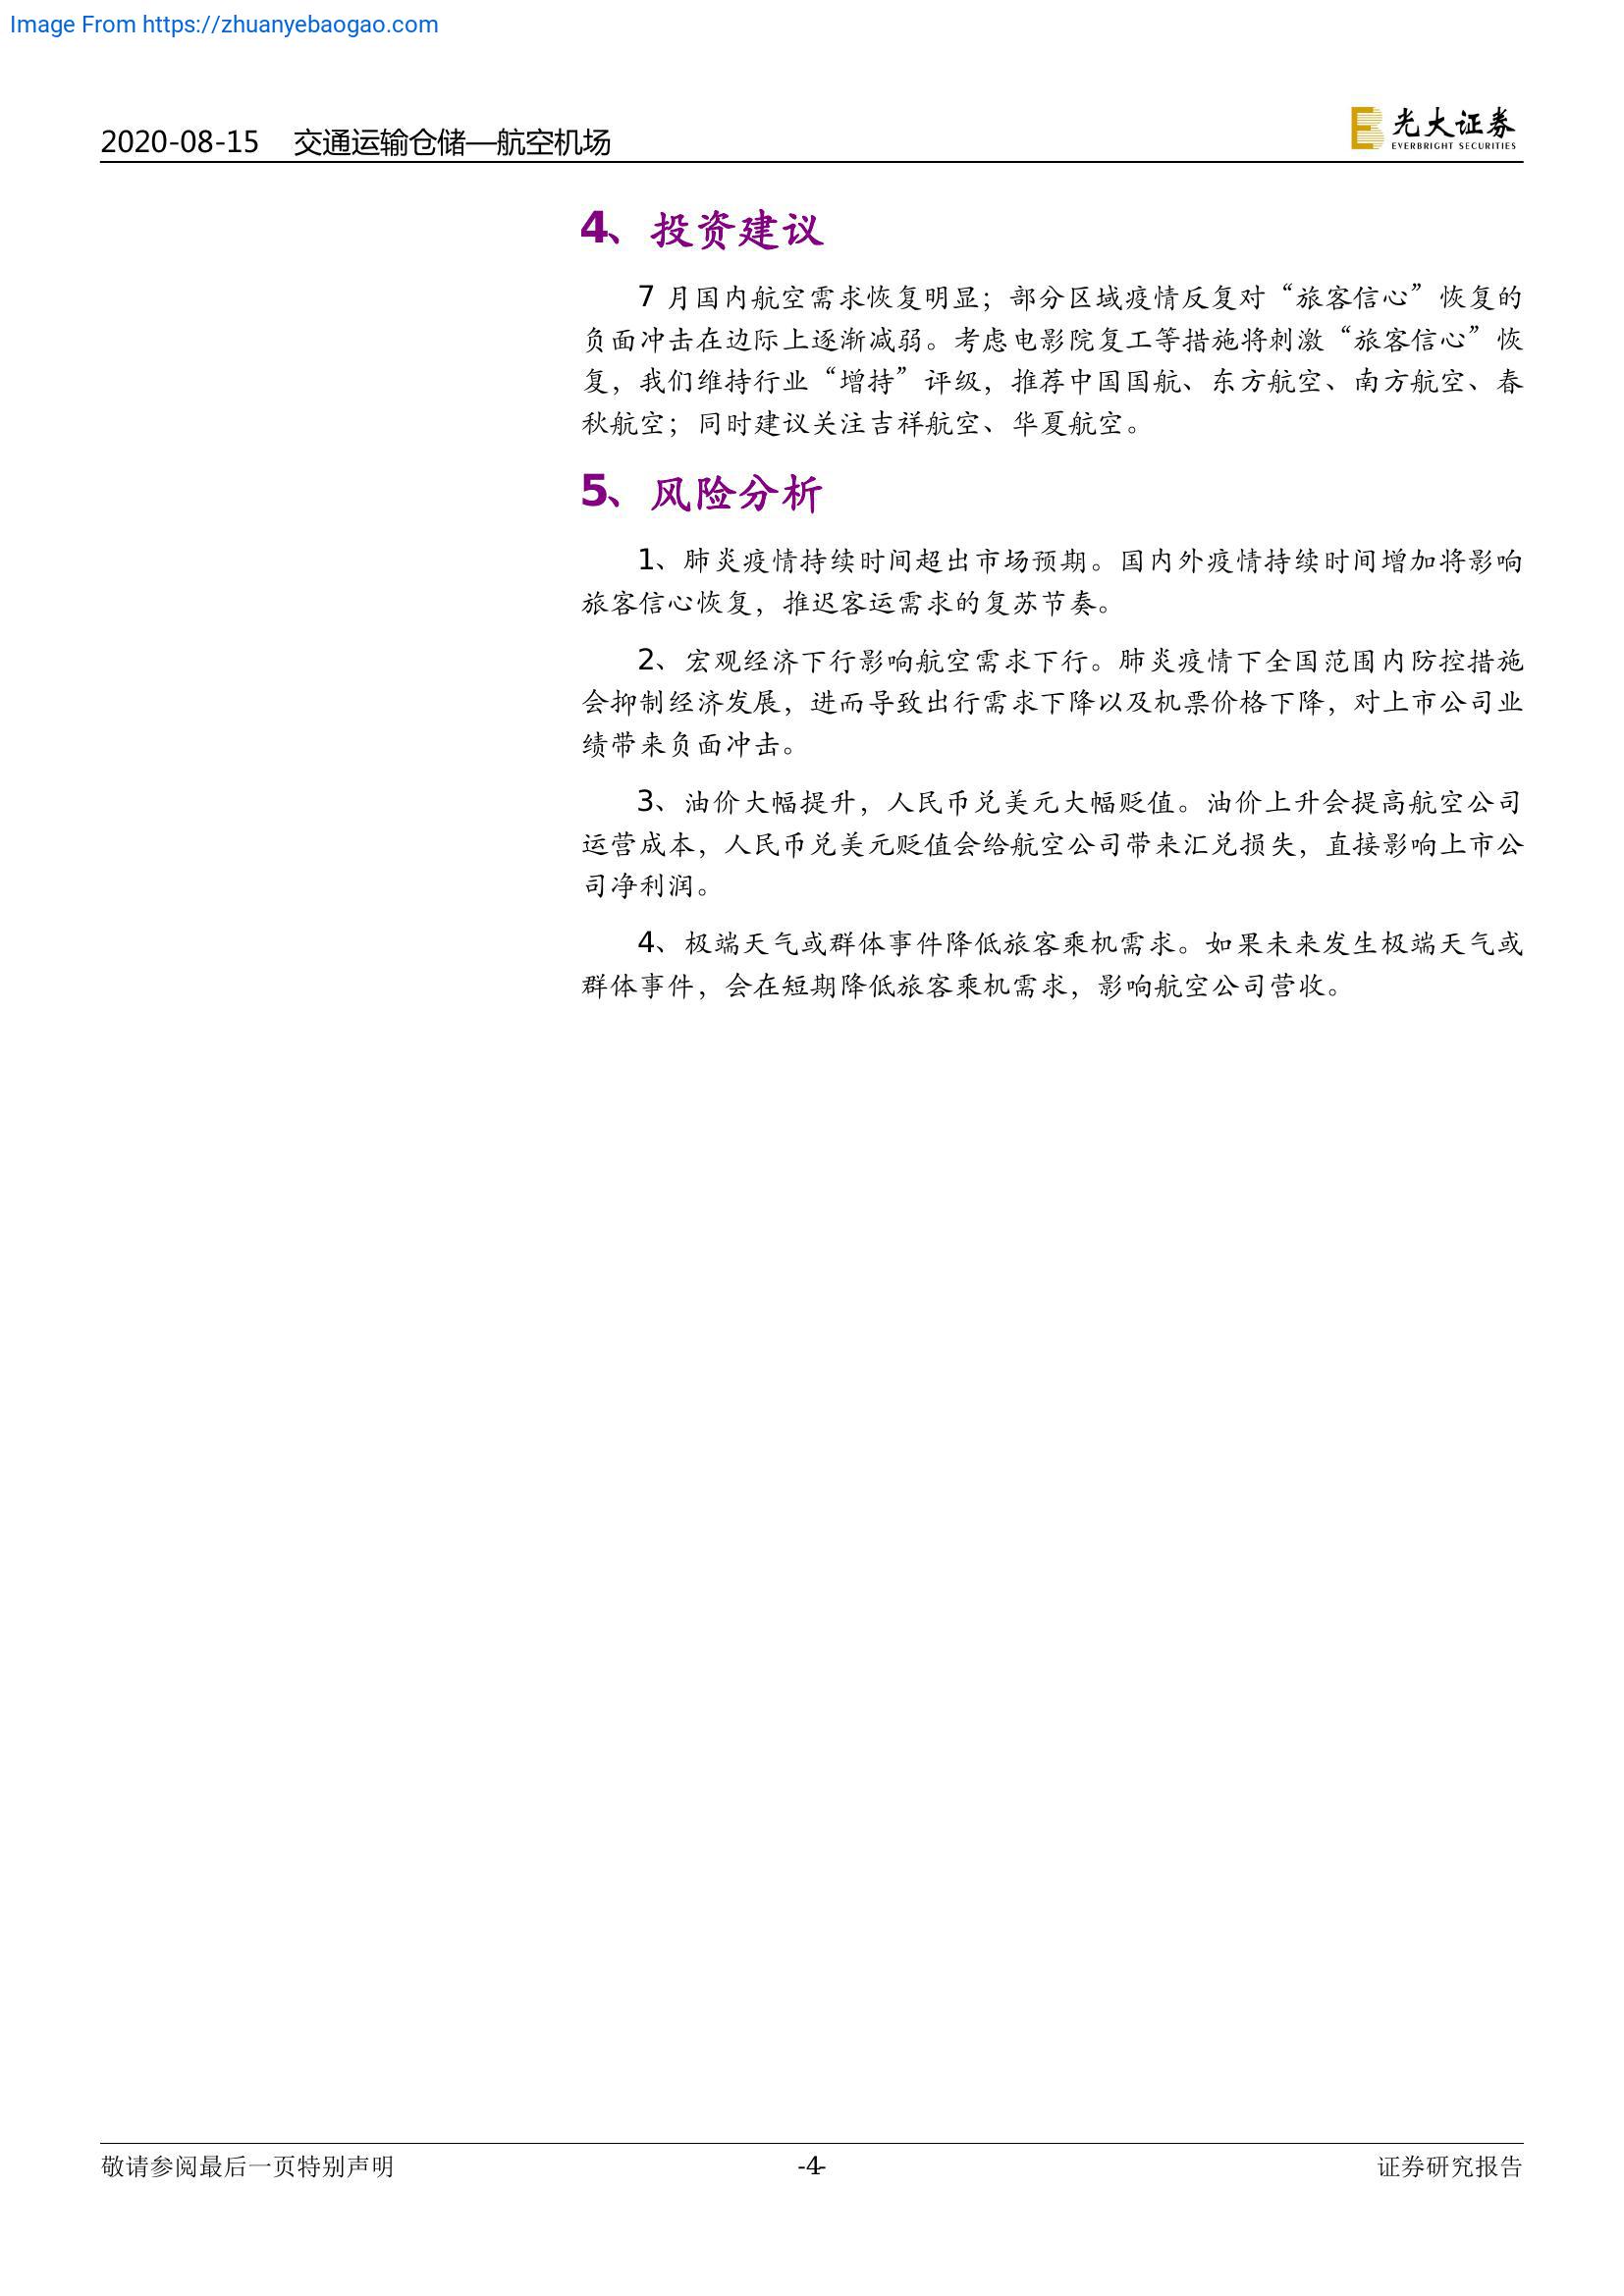 Image From https://zhuanyebaogao.com
2020-08-15 交通运输仓储—航空机场
光大证券
EVERBRIGHT SECURITIES
4、投资建议
7 月国内航空需求恢复明显；部分区域疫情反复对“旅客信心”恢复的
负面冲击在边际上逐渐减弱。考虑电影院复工等措施将刺激“旅客信心”恢
复，我们维持行业“增持”评级，推荐中国国航、东方航空、南方航空、春
秋航空；同时建议关注吉祥航空、华夏航空。
5、风险分析
1、肺炎疫情持续时间超出市场预期。国内外疫情持续时间增加将影响
旅客信心恢复，推迟客运需求的复苏节奏。
2、宏观经济下行影响航空需求下行。肺炎疫情下全国范围内防控措施
会抑制经济发展，进而导致出行需求下降以及机票价格下降，对上市公司业
绩带来负面冲击。
3、油价大幅提升，人民币兑美元大幅贬值。油价上升会提高航空公司
运营成本，人民币兑美元贬值会给航空公司带来汇兑损失，直接影响上市公
司净利润。
4、极端天气或群体事件降低旅客乘机需求。如果未来发生极端天气或
群体事件，会在短期降低旅客乘机需求，影响航空公司营收。
敬请参阅最后一页特别声明 -4- 证券研究报告